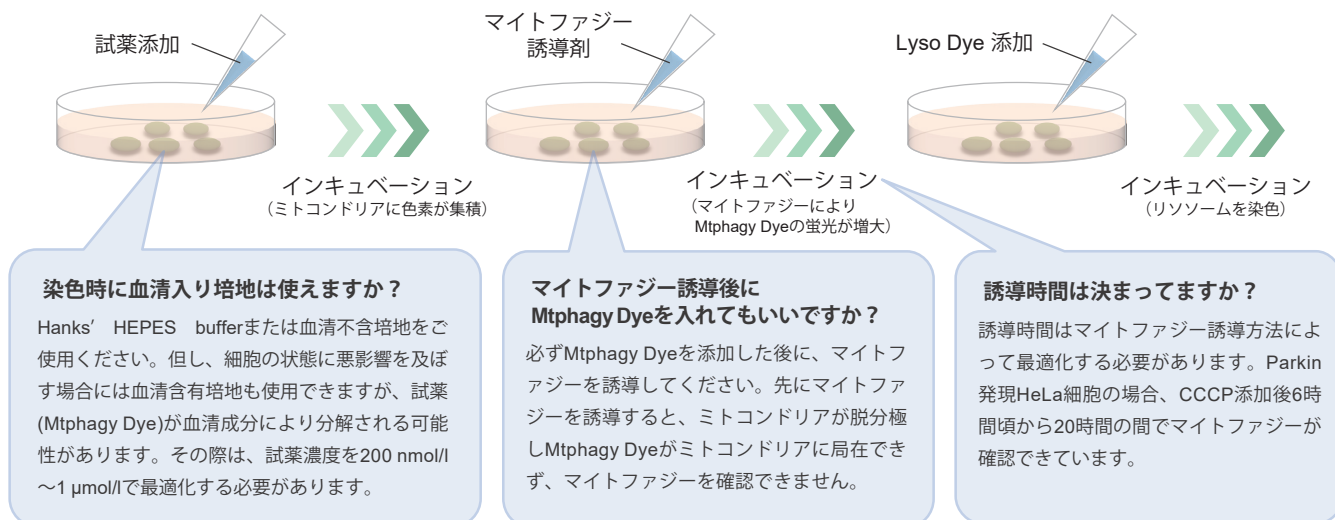 試薬添加
マイトファジー
誘導剤
Lyso Dye 添加
インキュベーション
（ミトコンドリアに色素が集積）
インキュベーション
（マイトファジーにより
Mtphagy Dyeの蛍光が増大）
インキュベーション
（リソソームを染色）
染色時に血清入り培地は使えますか？
Hanks′ HEPES bufferまたは血清不含培地をご
使用ください。但し、細胞の状態に悪影響を及ぼ
す場合には血清含有培地も使用できますが、試薬
(Mtphagy Dye)が血清成分により分解される可能
性があります。その際は、試薬濃度を200 nmol/l
～1 μmol/lで最適化する必要があります。
マイトファジー誘導後に
Mtphagy Dyeを入れてもいいですか？
必ずMtphagy Dyeを添加した後に、マイトフ
ァジーを誘導してください。先にマイトファ
ジーを誘導すると、ミトコンドリアが脱分極
しMtphagy Dyeがミトコンドリアに局在でき
ず、マイトファジーを確認できません。
誘導時間は決まってますか？
誘導時間はマイトファジー誘導方法によ
って最適化する必要があります。Parkin
発現HeLa細胞の場合、CCCP添加後6時
間頃から20時間の間でマイトファジーが
確認できています。